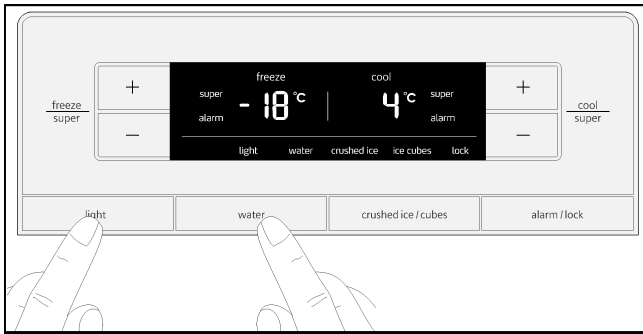 freeze cool
super - 18 °C 4 °C super
alarm alarm
light water crushed ice ice cubes lock
freeze
super
+
−
+
−
cool
super
light water crushed ice / cubes alarm / lock